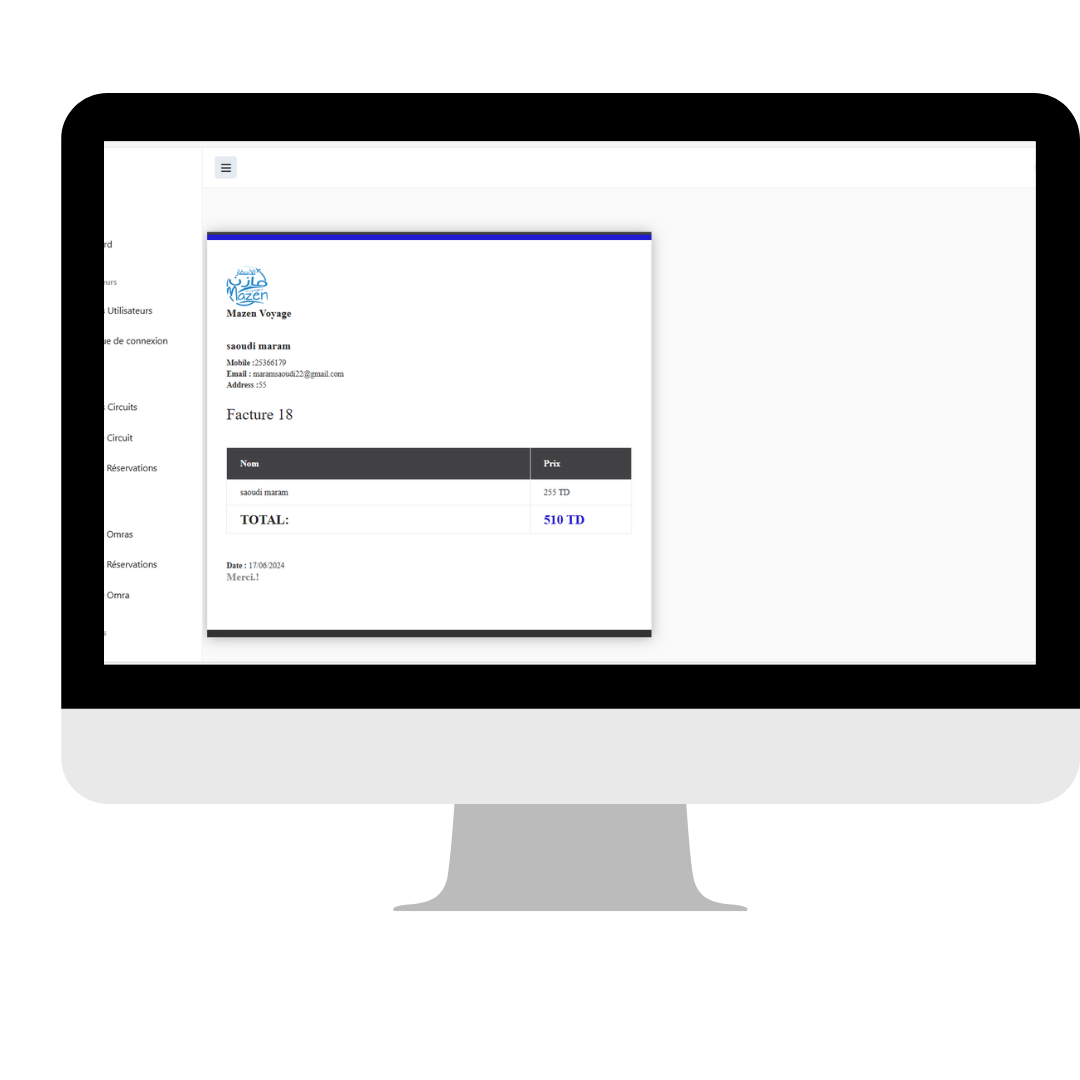 rd
eurs
Utilisateurs
ue de connexion
Circuits
Circuit
Réservations
Omras
Réservations
Omra
مازن
Mazen
Mazen Voyage
saoudi maram
Mobile :25366179
Email : maramsaoudi22@gmail.com
Address :55
Facture 18
Nom Prix
saoudi maram 255 TD
TOTAL: 510 TD
Date : 17/06/2024
Merci.!